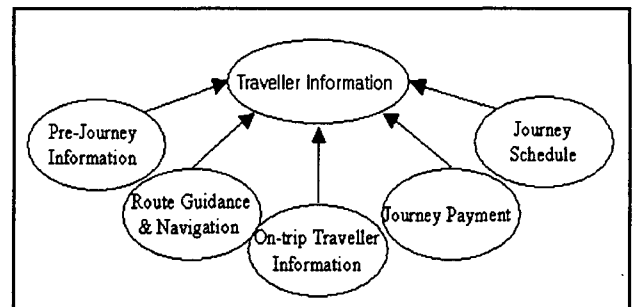 Traveller Information
Pre-Journey
Information
Journey
Schedule
Route Guidance
& Navigation
Journey Payment
On-trip Traveller
Information